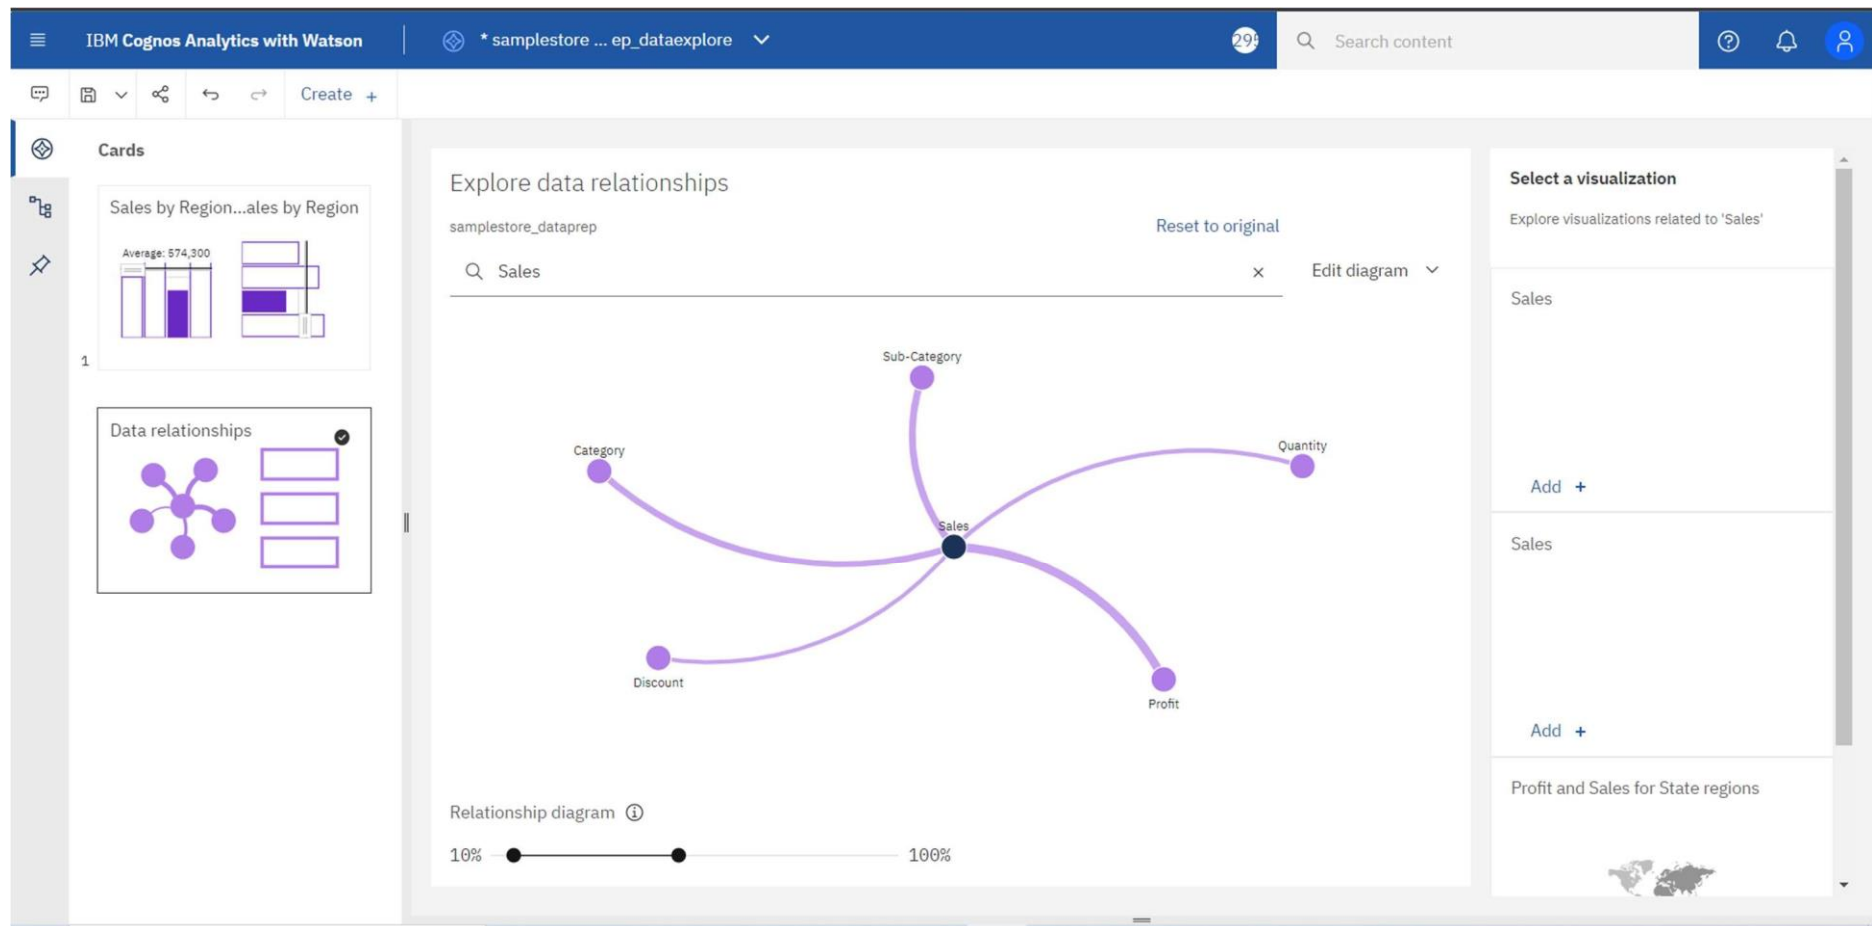 IBM Cognos Analytics with Watson
* samplestore ... ep_dataexplore
295
Search content
Create +
Cards
Sales by Region...ales by Region
Average: 574,300
1
Data relationships
Explore data relationships
samplestore_dataprep
Reset to original
Sales
Edit diagram
Sub-Category
Category
Quantity
Sales
Discount
Profit
Relationship diagram
10%
100%
Select a visualization
Explore visualizations related to 'Sales'
Sales
Add +
Sales
Add +
Profit and Sales for State regions